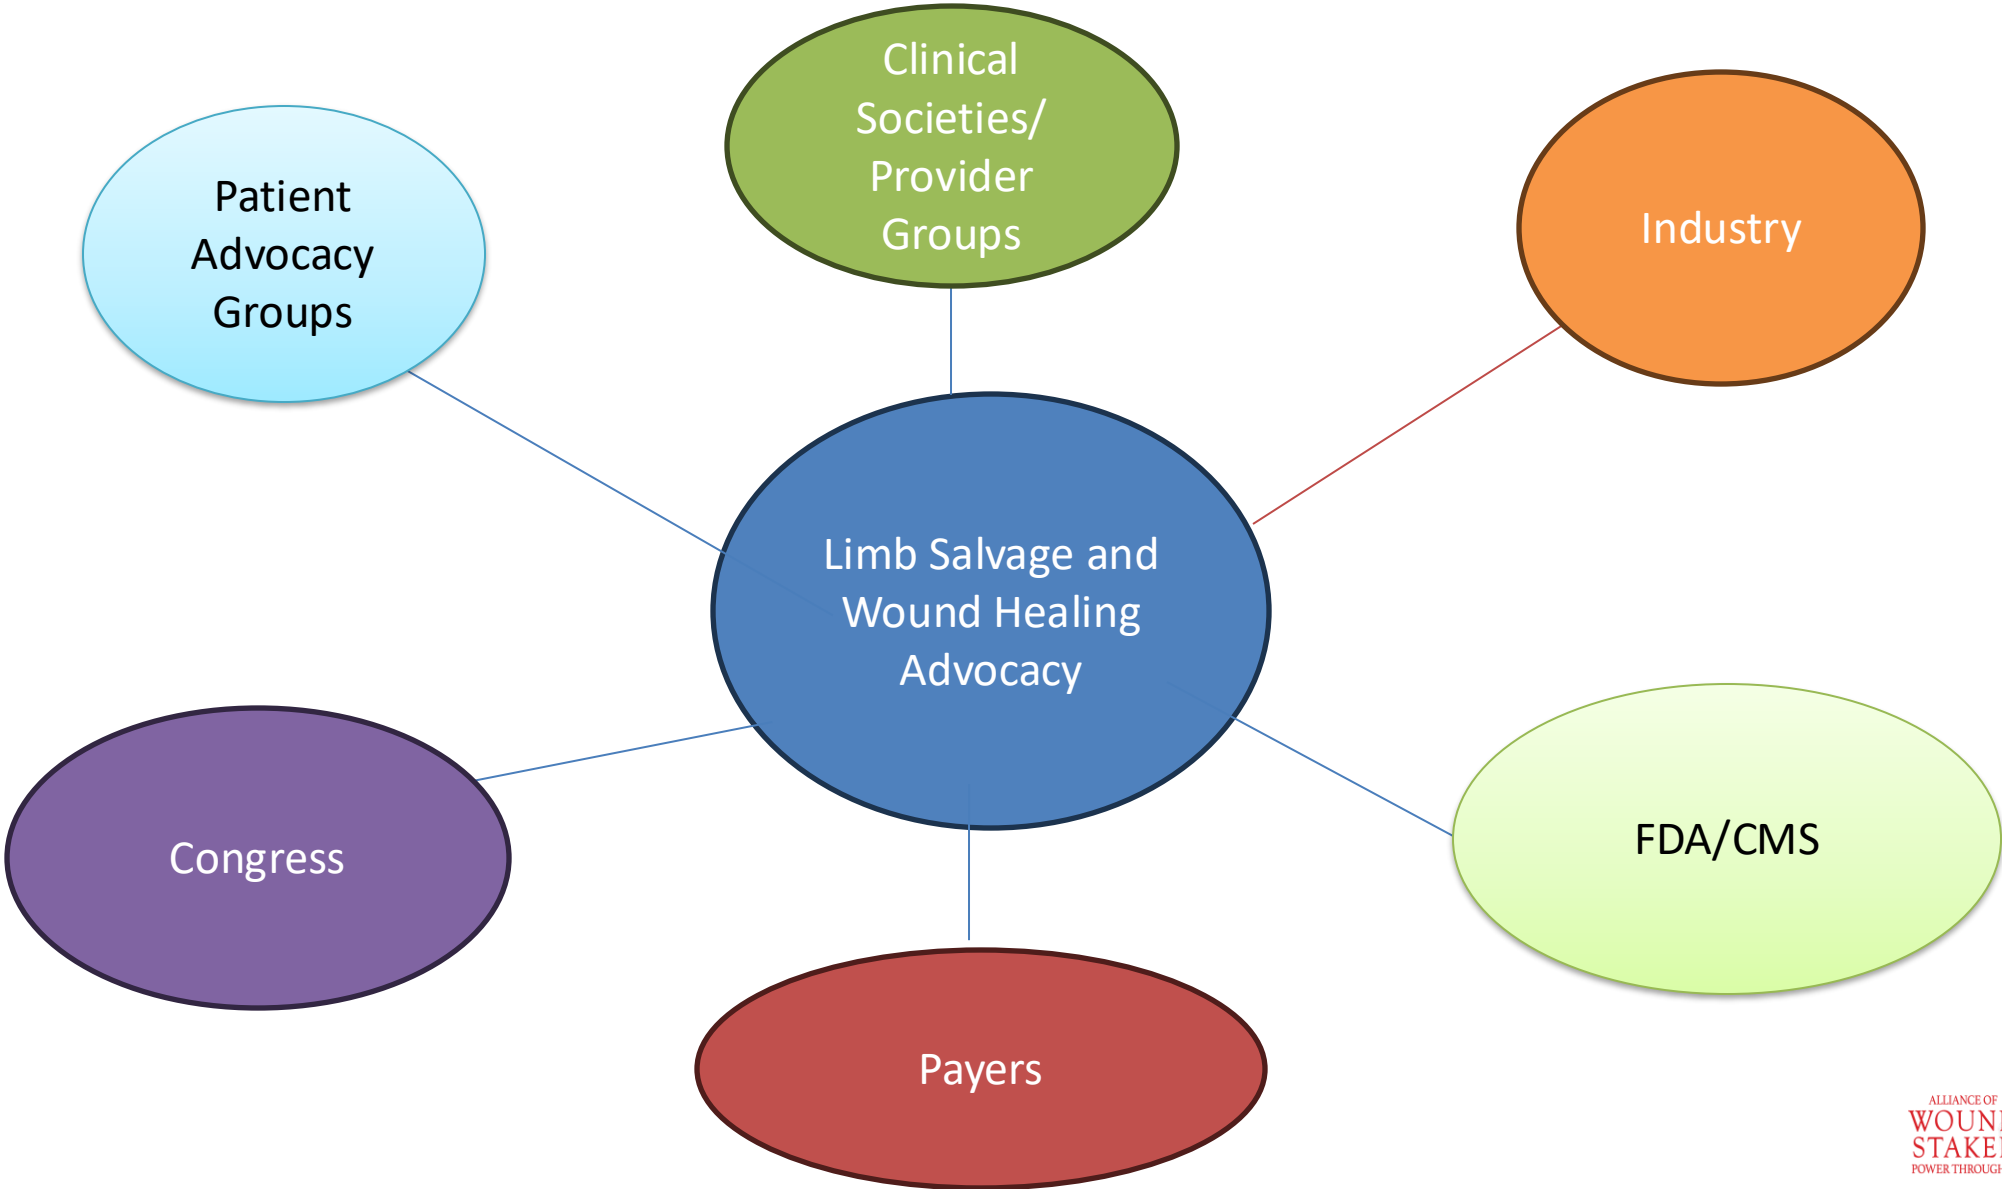 Clinical
Societies/
Provider
Groups
Patient
Advocacy
Groups
Industry
Limb Salvage and
Wound Healing
Advocacy
Congress
FDA/CMS
Payers
ALLIANCE OF
POWER